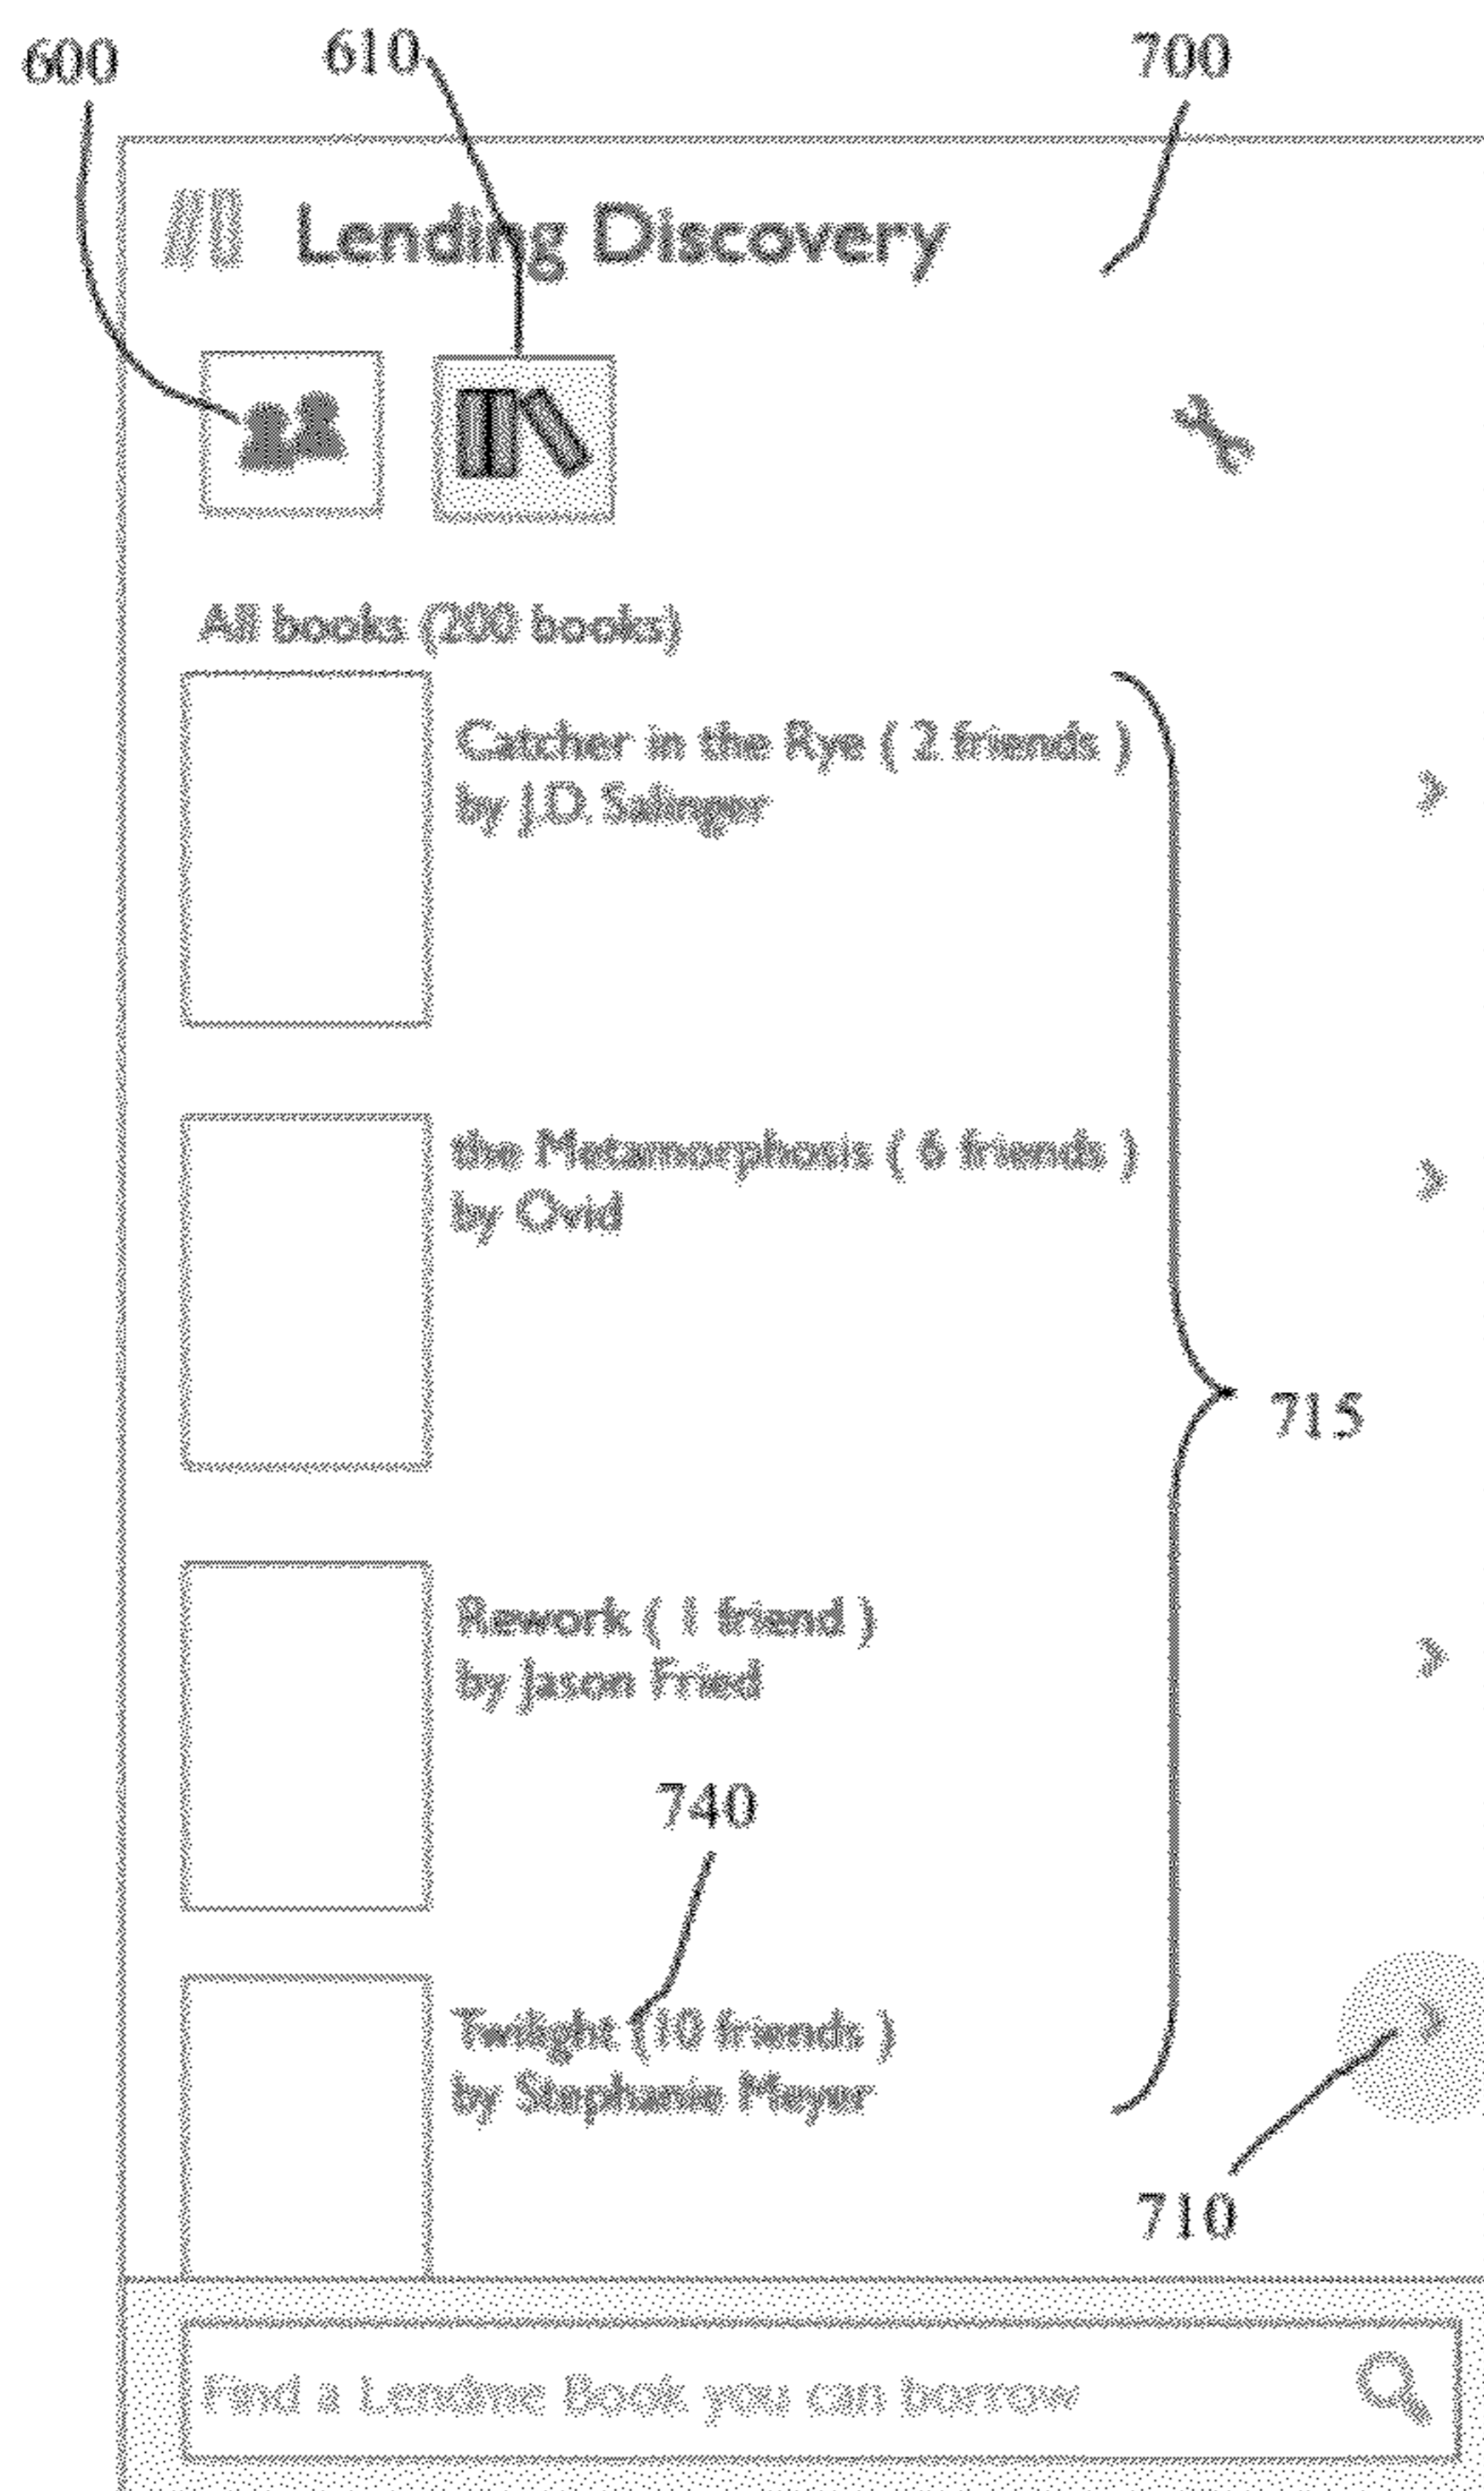 600 610 700
Lending Discovery
All books (200 books)
Catcher in the Rye ( 2 friends )
by J.D. Salinger
the Metamorphosis ( 6 friends )
by Ovid
715
Rework ( 1 friend )
by Jason Fried
740
Twilight (10 friends )
by Stephanie Meyer
710
Find a Lendme Book you can borrow